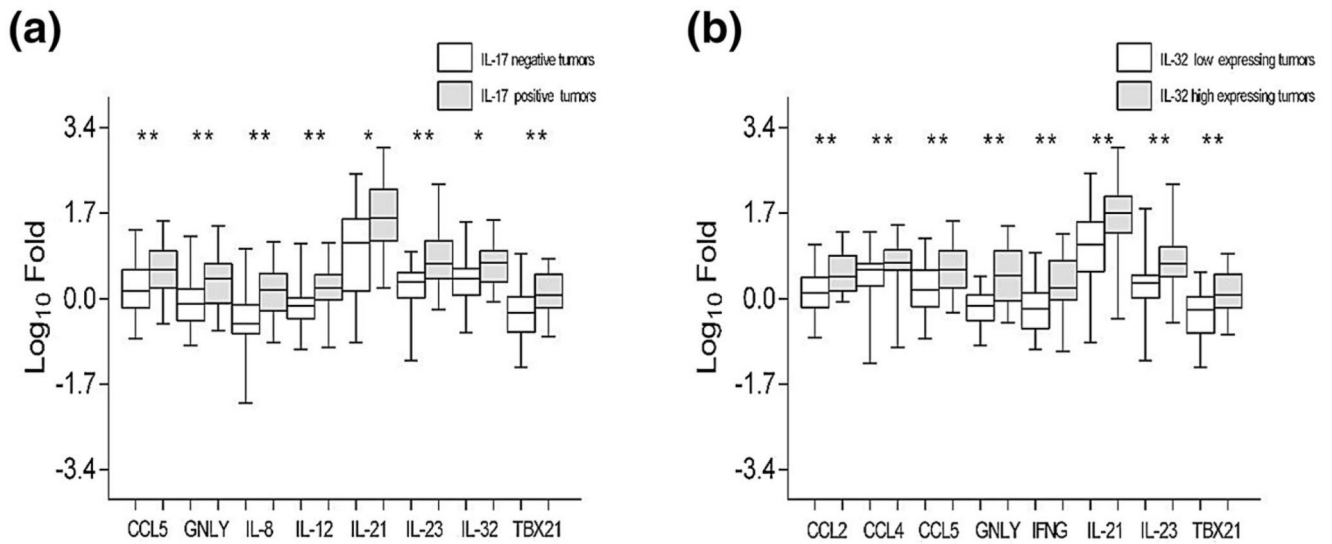 (a)
IL-17 negative tumors
IL-17 positive tumors
Log10 Fold
3.4
1.7
0.0
-1.7
-3.4
** ** ** ** * ** * **
CCL5 GNLY IL-8 IL-12 IL-21 IL-23 IL-32 TBX21
(b)
IL-32 low expressing tumors
IL-32 high expressing tumors
Log10 Fold
3.4
1.7
0.0
-1.7
-3.4
** ** ** ** ** ** ** **
CCL2 CCL4 CCL5 GNLY IFNG IL-21 IL-23 TBX21